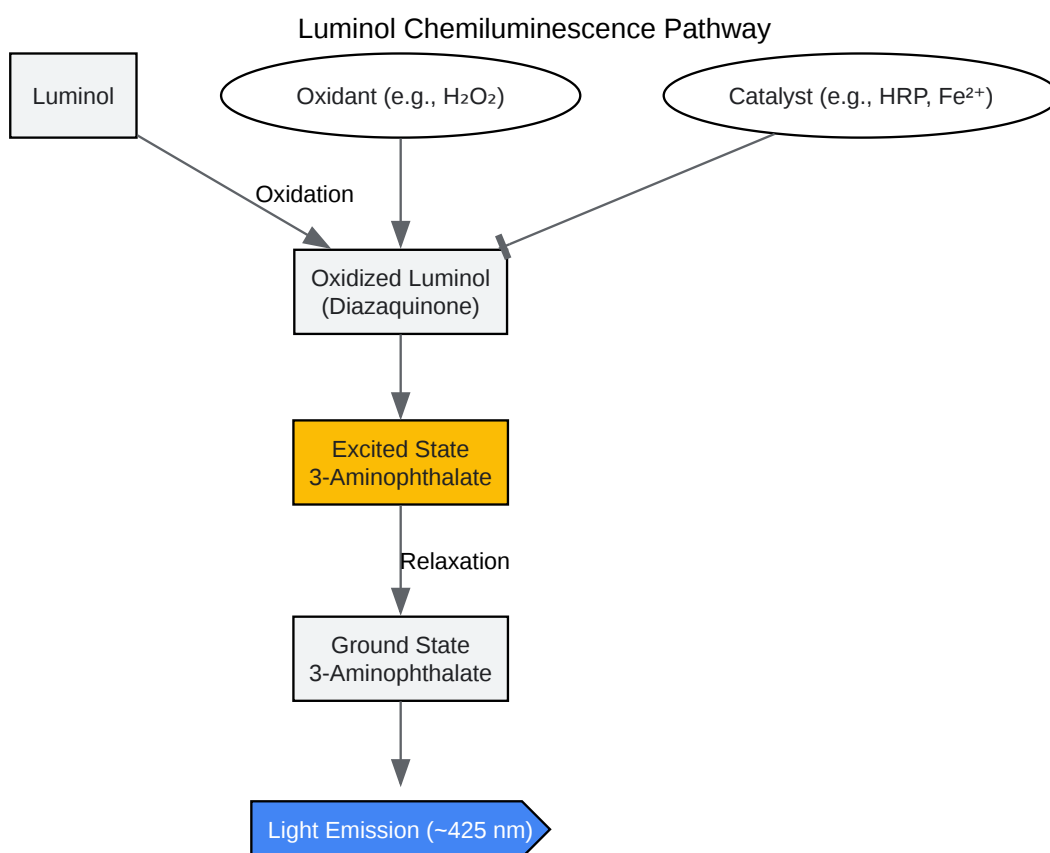 Luminol Chemiluminescence Pathway
Luminol
Oxidant (e.g., H₂O₂)
Catalyst (e.g., HRP, Fe²⁺)
Oxidation
Oxidized Luminol
(Diazaquinone)
Excited State
3-Aminophthalate
Relaxation
Ground State
3-Aminophthalate
Light Emission (~425 nm)